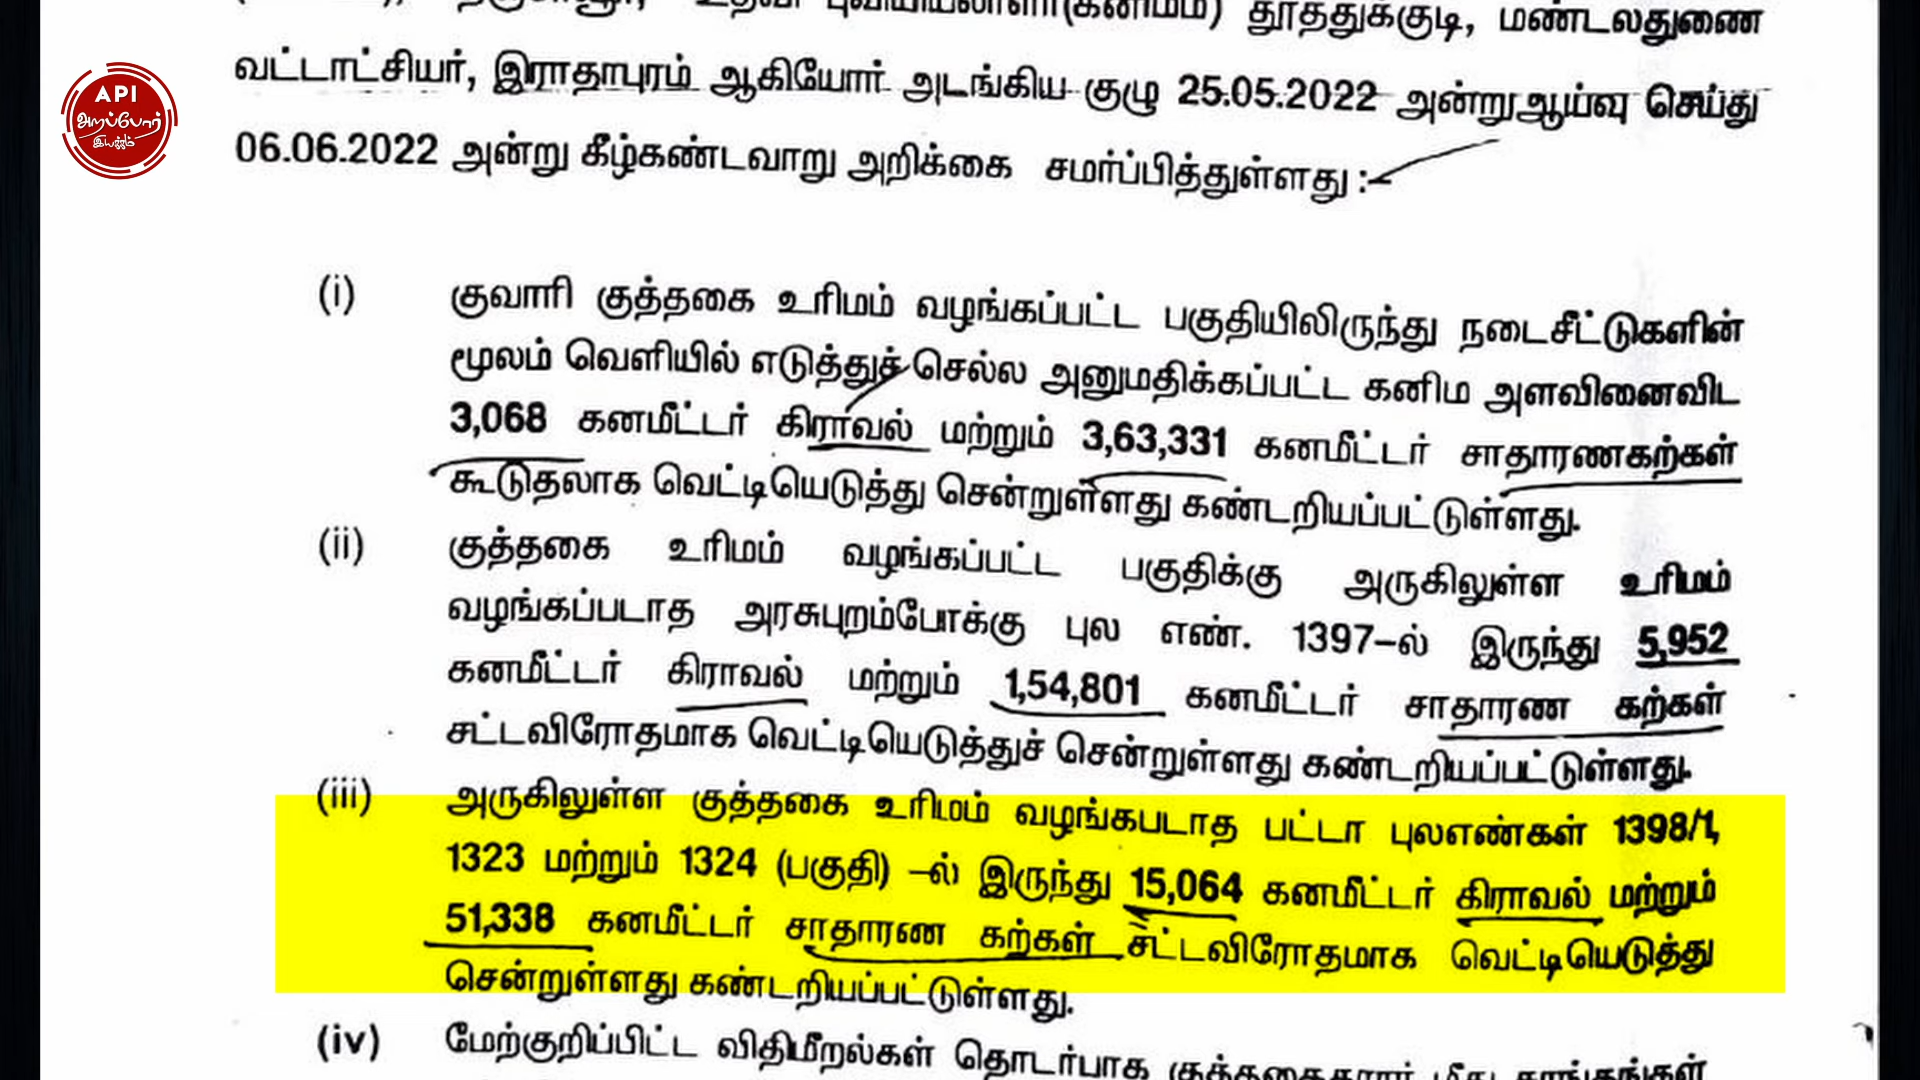 API
அறப்போர்
இயக்கம்
தூத்துக்குடி, மண்டலதுணை
வட்டாட்சியர், இராதாபுரம் ஆகியோர் அடங்கிய குழு 25.05.2022 அன்றுஆய்வு செய்து
06.06.2022 அன்று கீழ்கண்டவாறு அறிக்கை சமர்ப்பித்துள்ளது :-
(i) குவாரி குத்தகை உரிமம் வழங்கப்பட்ட பகுதியிலிருந்து நடைசீட்டுகளின்
மூலம் வெளியில் எடுத்துச் செல்ல அனுமதிக்கப்பட்ட கனிம அளவினைவிட
3,068 கனமீட்டர் கிராவல் மற்றும் 3,63,331 கனமீட்டர் சாதாரணகற்கள்
கூடுதலாக வெட்டியெடுத்து சென்றுள்ளது கண்டறியப்பட்டுள்ளது.
(ii) குத்தகை உரிமம் வழங்கப்பட்ட பகுதிக்கு அருகிலுள்ள உரிமம்
வழங்கப்படாத அரசுபுறம்போக்கு புல எண். 1397-ல் இருந்து 5,952
கனமீட்டர் கிராவல் மற்றும் 1,54,801 கனமீட்டர் சாதாரண கற்கள்
சட்டவிரோதமாக வெட்டியெடுத்துச் சென்றுள்ளது கண்டறியப்பட்டுள்ளது.
(iii) அருகிலுள்ள குத்தகை உரிமம் வழங்கபடாத பட்டா புலஎண்கள் 1398/1,
1323 மற்றும் 1324 (பகுதி) -ல் இருந்து 15,064 கனமீட்டர் கிராவல் மற்றும்
51,338 கனமீட்டர் சாதாரண கற்கள் சட்டவிரோதமாக வெட்டியெடுத்து
சென்றுள்ளது கண்டறியப்பட்டுள்ளது.
(iv) மேற்குறிப்பிட்ட விதிமீறல்கள் தொடர்பாக